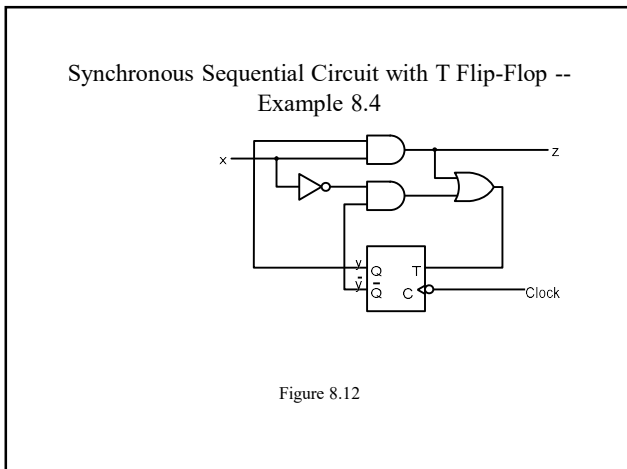 Synchronous Sequential Circuit with T Flip-Flop --
Example 8.4
x
z
y Q T
ȳ Q̄ C
Clock
Figure 8.12